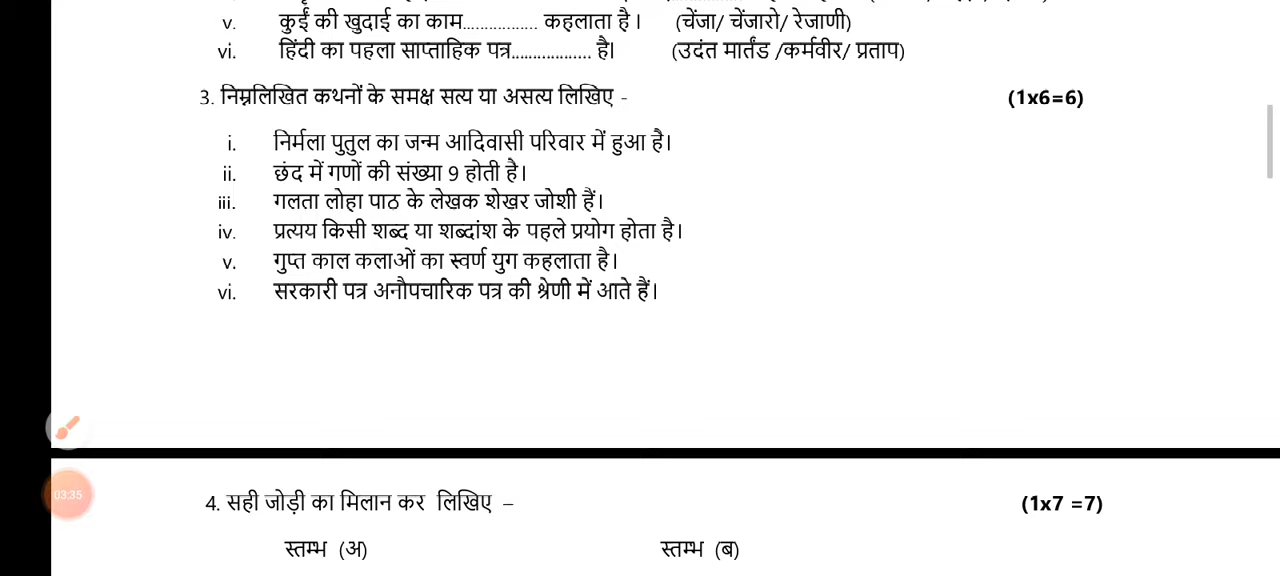 v. कुईं की खुदाई का काम................. कहलाता है। (चेंजा/ चेंजारो/ रेजाणी)
vi. हिंदी का पहला साप्ताहिक पत्र.................. है। (उदंत मार्तंड /कर्मवीर/ प्रताप)
3. निम्नलिखित कथनों के समक्ष सत्य या असत्य लिखिए - (1x6=6)
i. निर्मला पुतुल का जन्म आदिवासी परिवार में हुआ है।
ii. छंद में गणों की संख्या 9 होती है।
iii. गलता लोहा पाठ के लेखक शेखर जोशी हैं।
iv. प्रत्यय किसी शब्द या शब्दांश के पहले प्रयोग होता है।
v. गुप्त काल कलाओं का स्वर्ण युग कहलाता है।
vi. सरकारी पत्र अनौपचारिक पत्र की श्रेणी में आते हैं।
03:35
4. सही जोड़ी का मिलान कर लिखिए – (1x7 =7)
स्तम्भ (अ) स्तम्भ (ब)